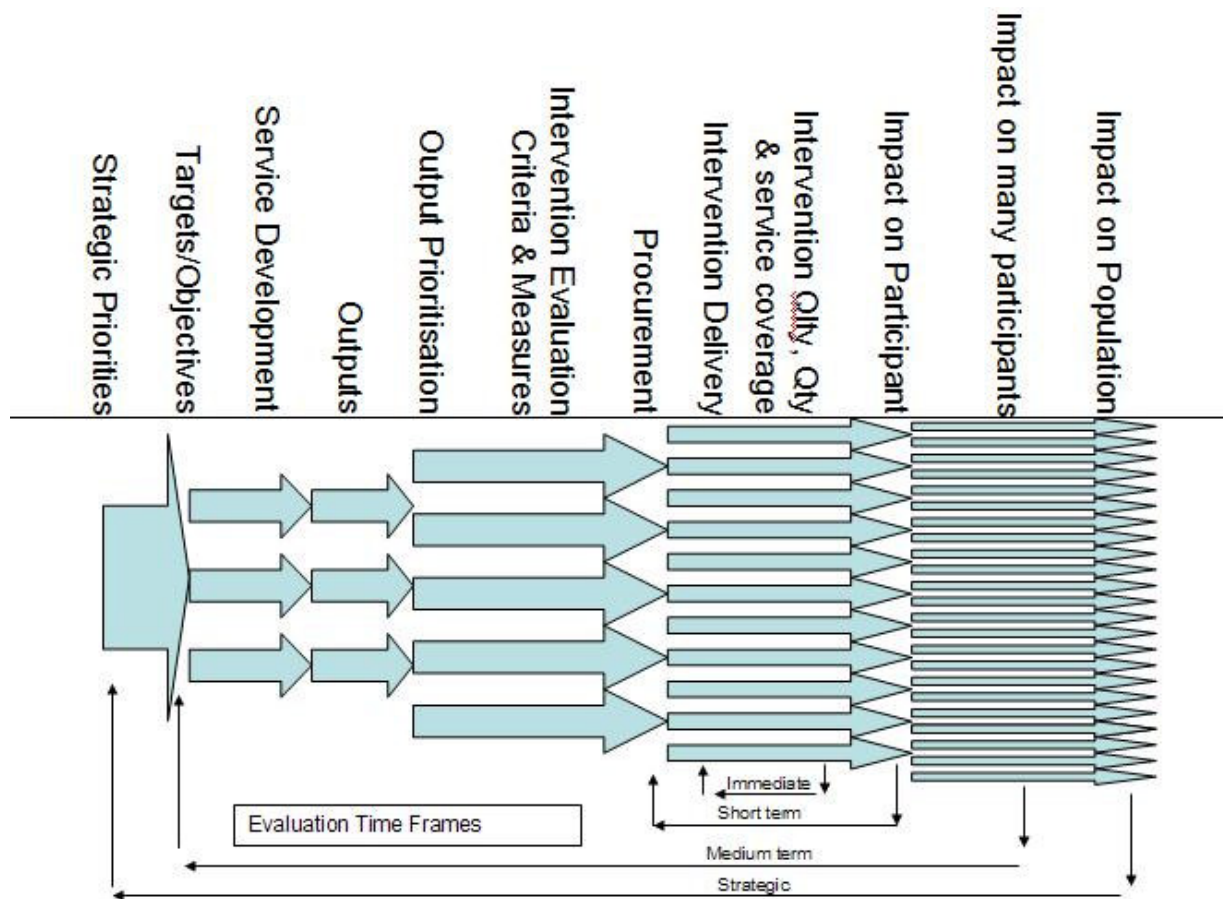 Strategic Priorities
Targets/Objectives
Service Development
Outputs
Output Prioritisation
Intervention Evaluation
Criteria & Measures
Procurement
Intervention Delivery
Intervention Qlty, Qty
& service coverage
Impact on Participant
Impact on many participants
Impact on Population
Immediate
Short term
Evaluation Time Frames
Medium term
Strategic